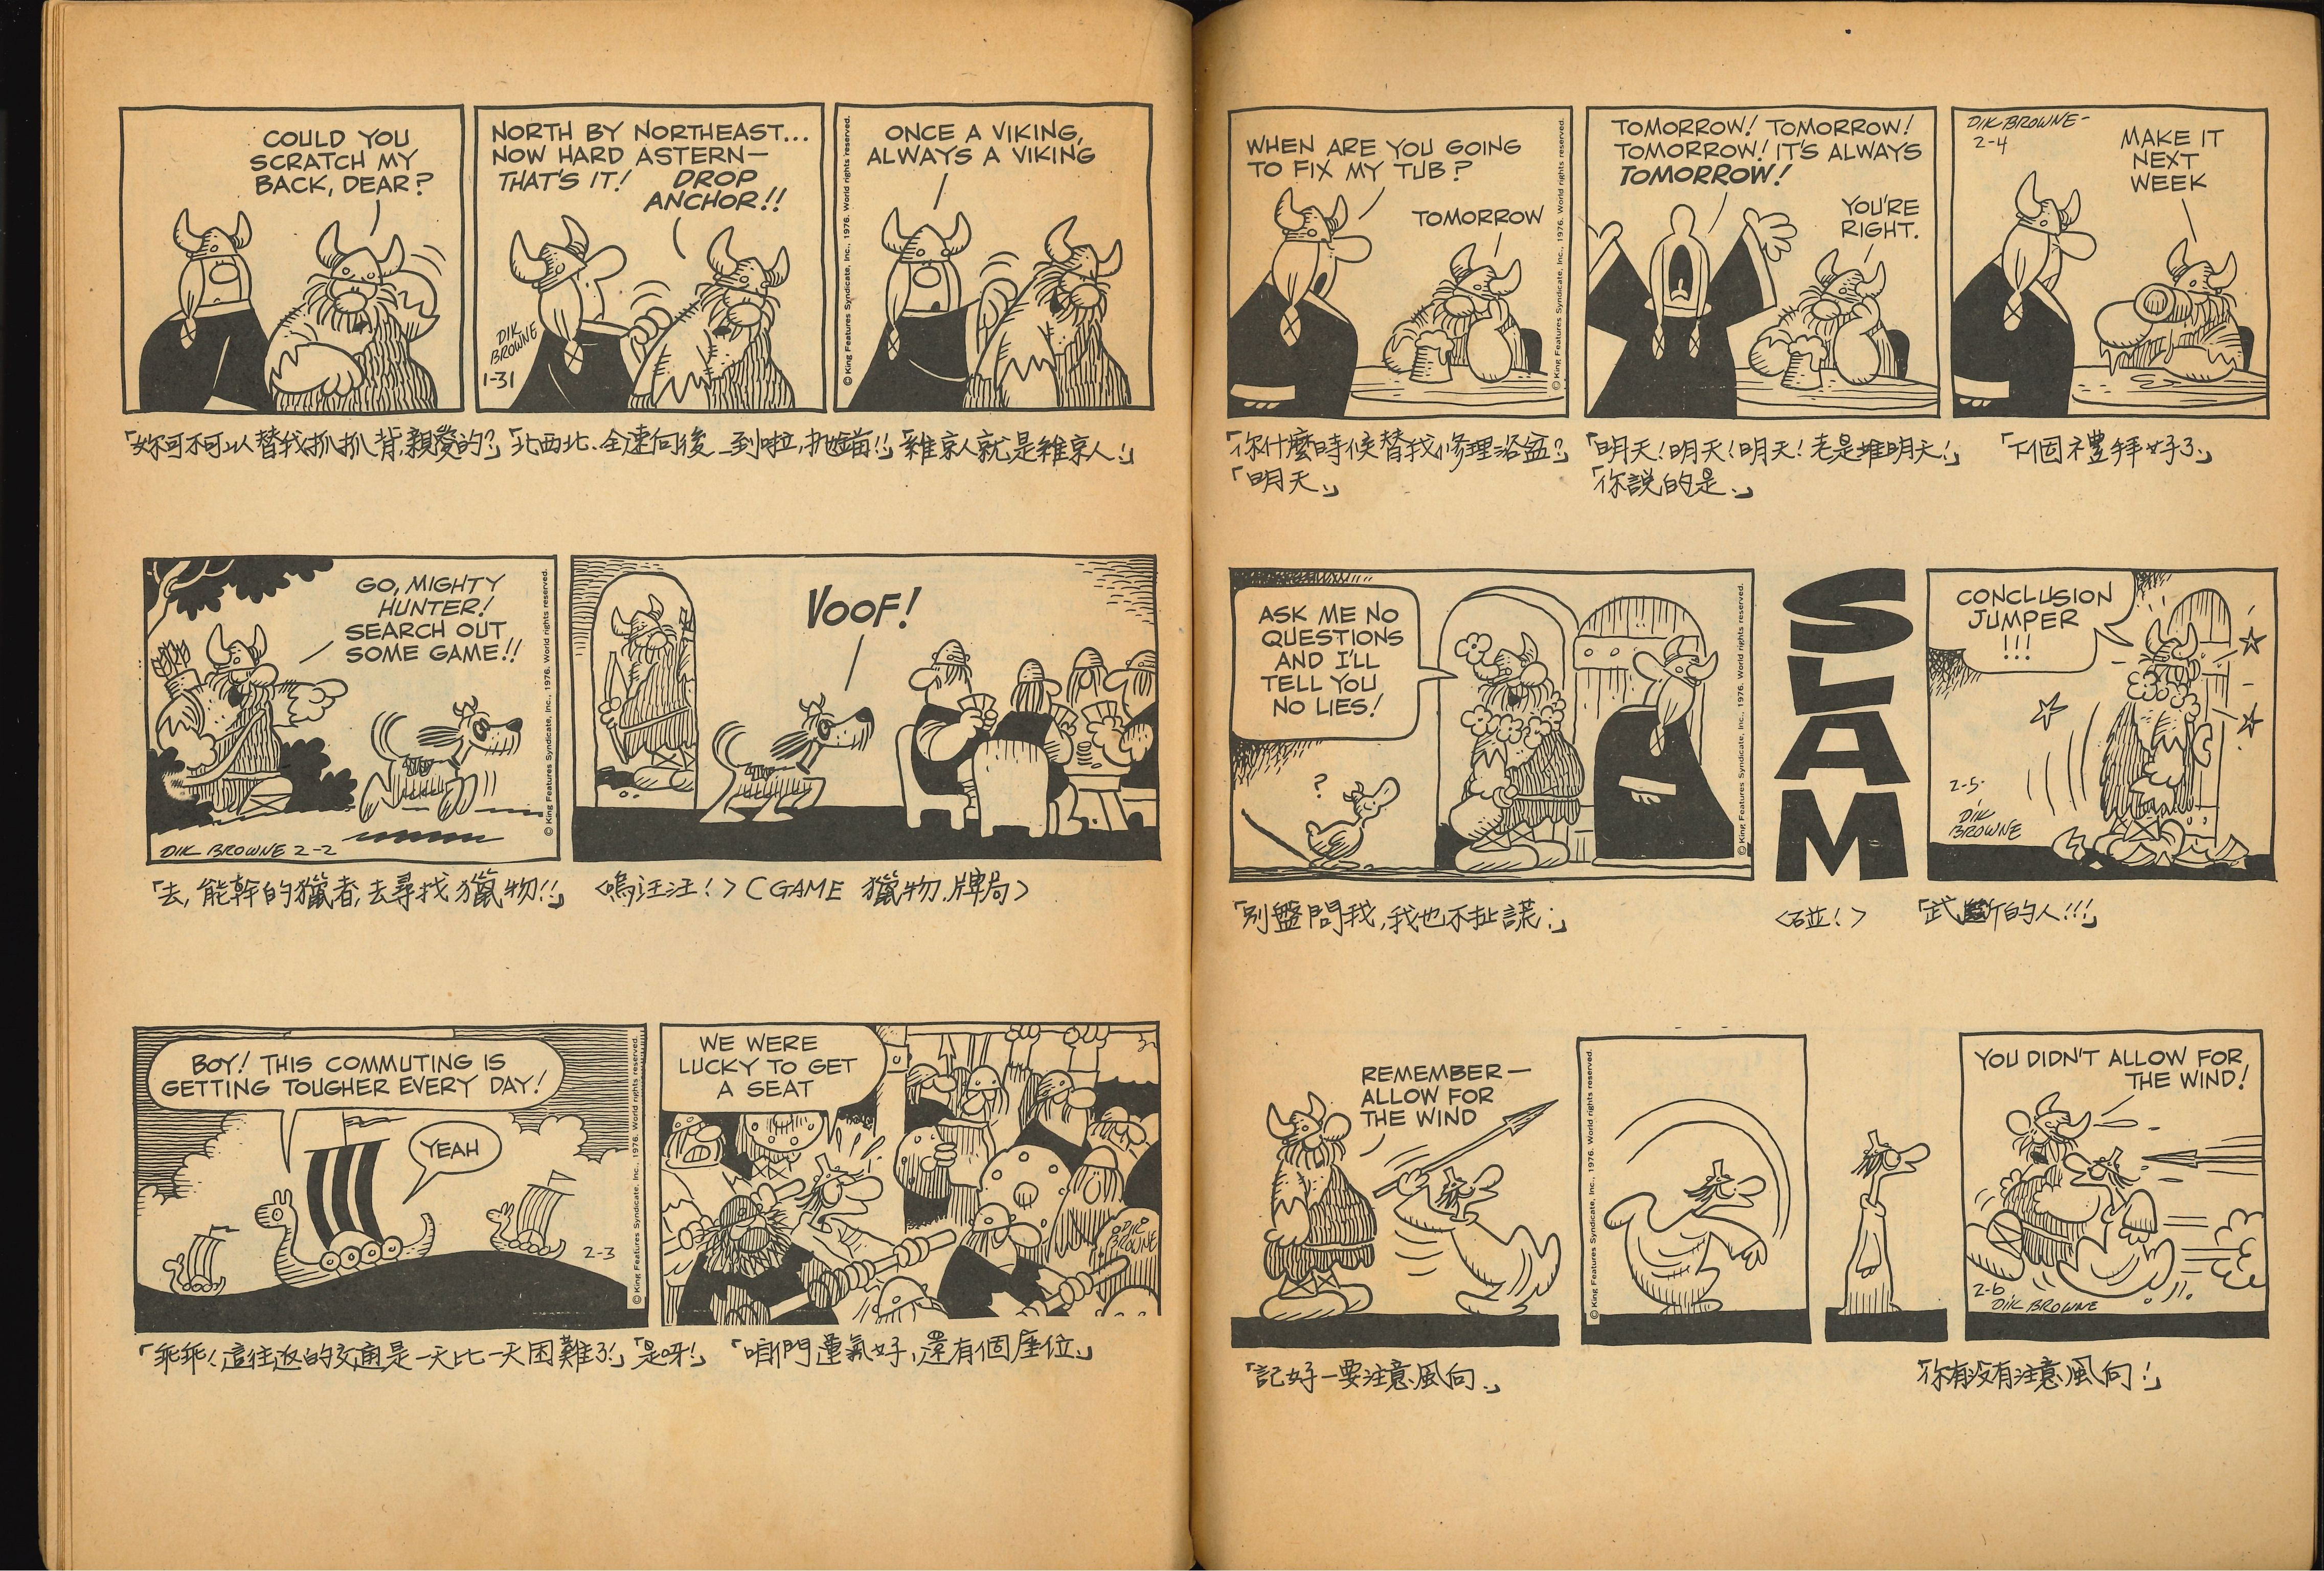 COULD YOU
SCRATCH MY
BACK, DEAR?
NORTH BY NORTHEAST...
NOW HARD ASTERN—
THAT'S IT! DROP
ANCHOR!!
DIK
BROWNE
1-31
© King Features Syndicate, Inc., 1976. World rights reserved.
ONCE A VIKING,
ALWAYS A VIKING
「妳可不可以替我抓抓背,親愛的?」「北西北.全速向後_到啦,抛錨!!」「維京人就是維京人!」
GO, MIGHTY
HUNTER!
SEARCH OUT
SOME GAME!!
© King Features Syndicate, Inc., 1976. World rights reserved.
DIK BROWNE 2-2
VOOF!
「去,能幹的獵者,去尋找獵物!!」 <嗚汪汪!> (GAME 獵物.牌局>
BOY! THIS COMMUTING IS
GETTING TOUGHER EVERY DAY!
YEAH
2-3
© King Features Syndicate, Inc., 1976. World rights reserved.
WE WERE
LUCKY TO GET
A SEAT
DIK
BROWNE
「乖乖!這往返的交通是一天比一天困難了!」「是呀!」 「咱們運氣好,還有個座位.」
WHEN ARE YOU GOING
TO FIX MY TUB?
TOMORROW
© King Features Syndicate, Inc., 1976. World rights reserved.
TOMORROW! TOMORROW!
TOMORROW! IT'S ALWAYS
TOMORROW!
YOU'RE
RIGHT.
DIK BROWNE-
2-4
MAKE IT
NEXT
WEEK
「你什麼時候替我修理浴盆?」 「明天!明天!明天!老是推明天!」 「下個禮拜好了.」
「明天.」 「你說的是.」
ASK ME NO
QUESTIONS
AND I'LL
TELL YOU
NO LIES!
?
© King Features Syndicate, Inc., 1976. World rights reserved.
SLAM
CONCLUSION
JUMPER
!!!
2-5-
DIK
BROWNE
「別盤問我,我也不扯謊.」 <碰!> 「武斷的人!!!」
REMEMBER—
ALLOW FOR
THE WIND
© King Features Syndicate, Inc., 1976. World rights reserved.
YOU DIDN'T ALLOW FOR
THE WIND!
2-6
DIK BROWNE
「記好一要注意風向.」 「你有没有注意風向!」